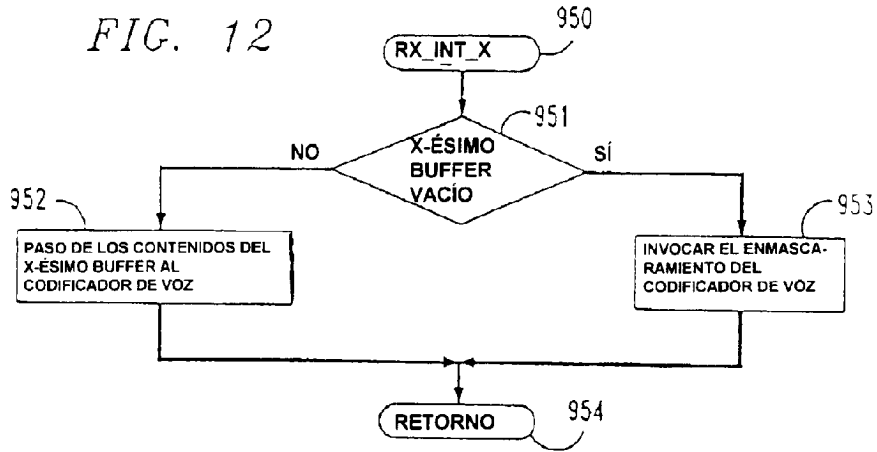 FIG. 12
950
RX_INT_X
951
X-ÉSIMO
BUFFER
VACÍO
NO
SÍ
952
PASO DE LOS CONTENIDOS DEL
X-ÉSIMO BUFFER AL
CODIFICADOR DE VOZ
953
INVOCAR EL ENMASCA-
RAMIENTO DEL
CODIFICADOR DE VOZ
RETORNO
954